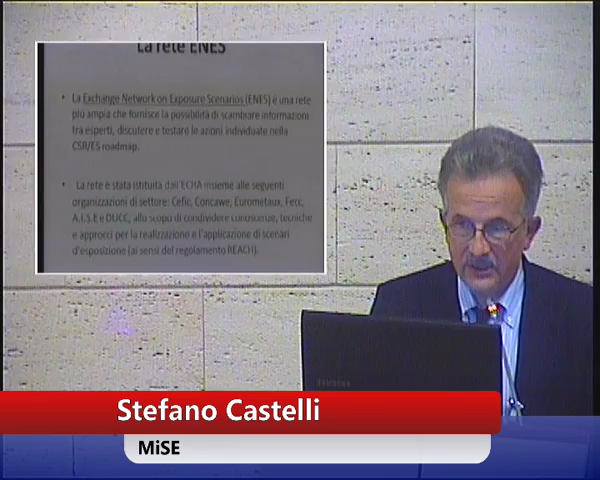 La rete ENES
• La Exchange Network on Exposure Scenarios (ENES) è una rete
più ampia che fornisce la possibilità di scambiare informazioni
tra esperti, discutere e testare le azioni individuate nella
CSR/ES roadmap.
• La rete è stata istituita dall'ECHA insieme alle seguenti
organizzazioni di settore: Cefic, Concawe, Eurometaux, Fecc,
A.I.S.E e DUCC, allo scopo di condividere conoscenze, tecniche
e approcci per la realizzazione e l'applicazione di scenari
d'esposizione (ai sensi del regolamento REACH).
SAMSUNG
Stefano Castelli
MiSE